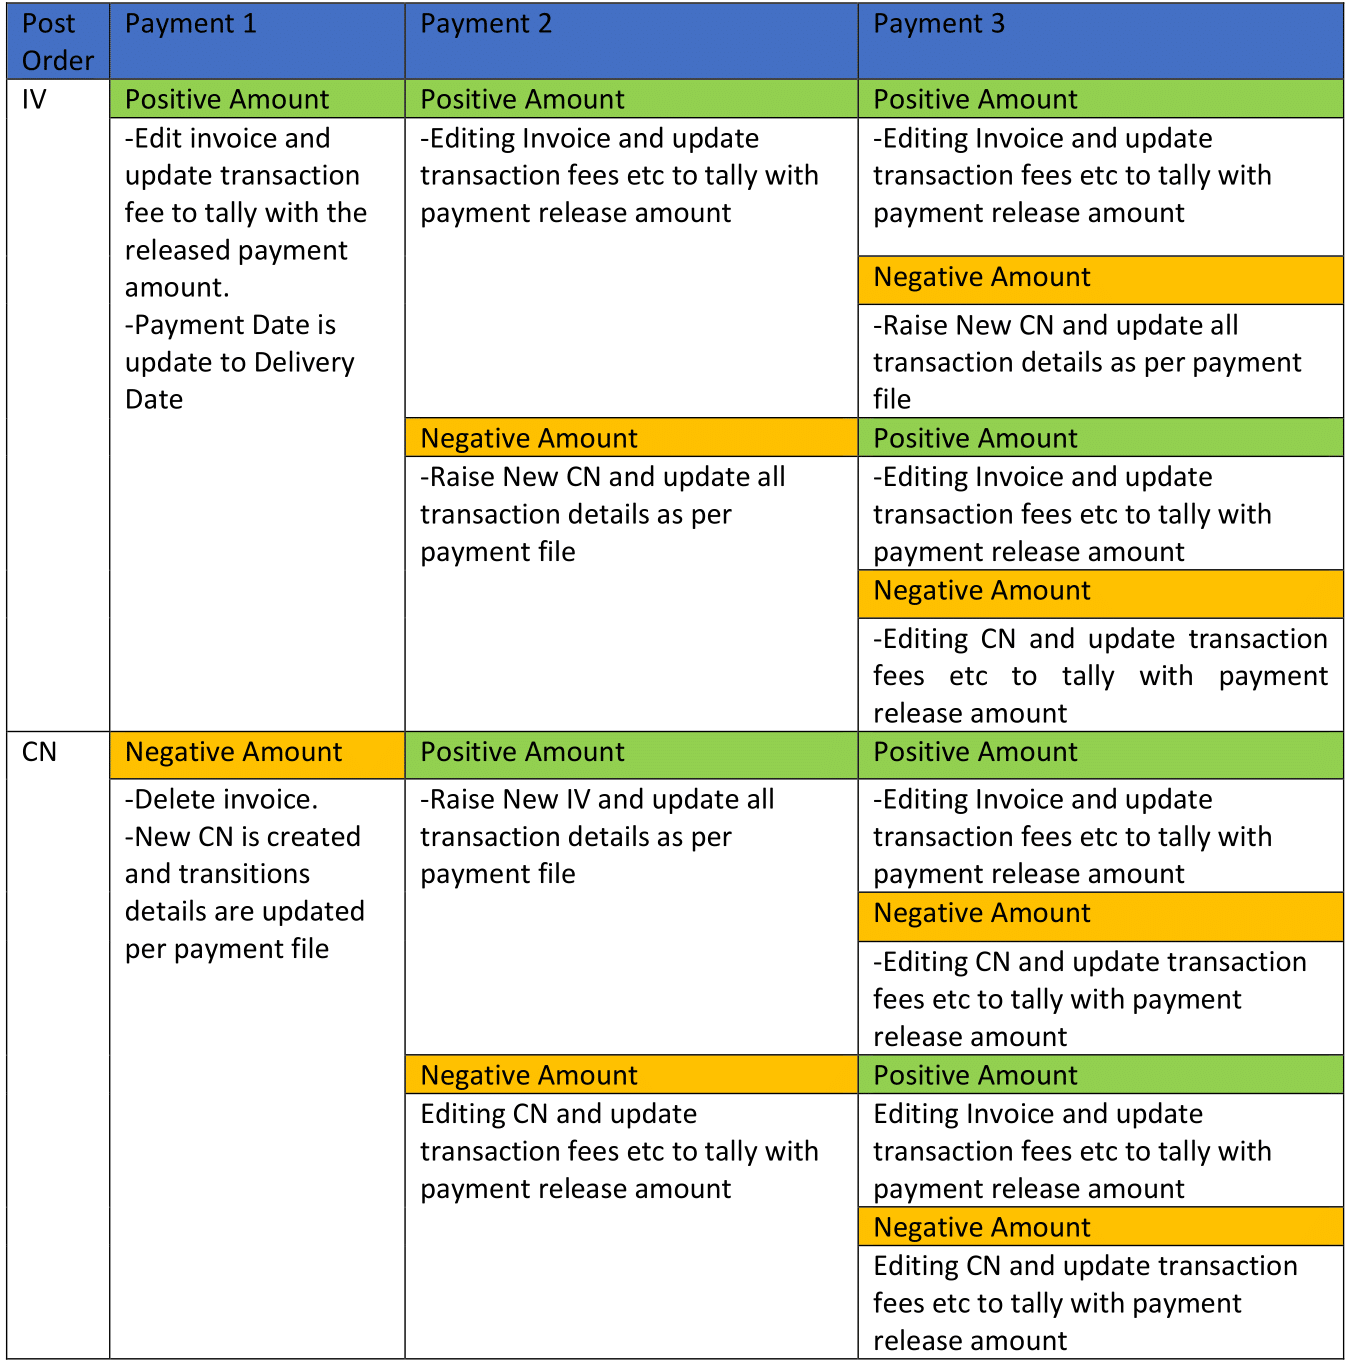 Post
Order
Payment 1
Payment 2
Payment 3
IV
Positive Amount
-Edit invoice and
update transaction
fee to tally with the
released payment
amount.
-Payment Date is
update to Delivery
Date
Positive Amount
-Editing Invoice and update
transaction fees etc to tally with
payment release amount
Positive Amount
-Editing Invoice and update
transaction fees etc to tally with
payment release amount
Negative Amount
-Raise New CN and update all
transaction details as per payment
file
Negative Amount
-Raise New CN and update all
transaction details as per
payment file
Positive Amount
-Editing Invoice and update
transaction fees etc to tally with
payment release amount
Negative Amount
-Editing CN and update transaction
fees etc to tally with payment
release amount
CN
Negative Amount
-Delete invoice.
-New CN is created
and transitions
details are updated
per payment file
Positive Amount
-Raise New IV and update all
transaction details as per
payment file
Positive Amount
-Editing Invoice and update
transaction fees etc to tally with
payment release amount
Negative Amount
-Editing CN and update transaction
fees etc to tally with payment
release amount
Negative Amount
Editing CN and update
transaction fees etc to tally with
payment release amount
Positive Amount
Editing Invoice and update
transaction fees etc to tally with
payment release amount
Negative Amount
Editing CN and update transaction
fees etc to tally with payment
release amount